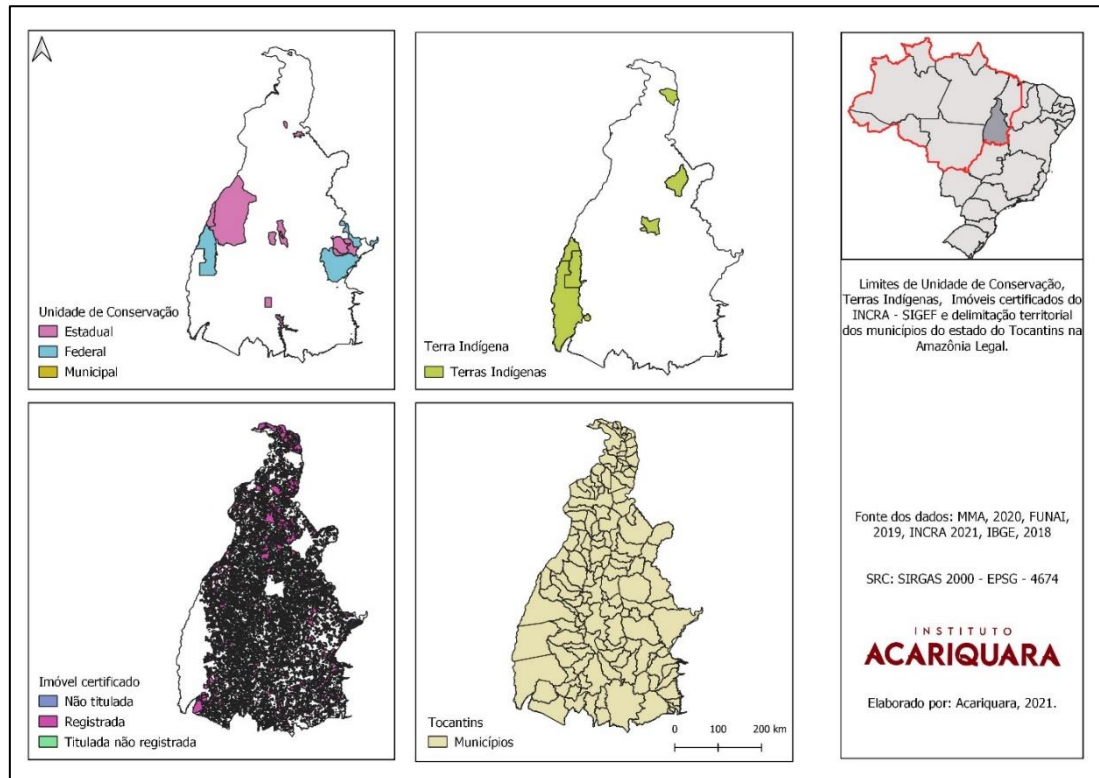 Unidade de Conservação
Estadual
Federal
Municipal
Terra Indígena
Terras Indígenas
Imóvel certificado
Não titulada
Registrada
Titulada não registrada
Tocantins
Municípios
0 100 200 km
Limites de Unidade de Conservação,
Terras Indígenas, Imóveis certificados do
INCRA - SIGEF e delimitação territorial
dos municípios do estado do Tocantins na
Amazônia Legal.
Fonte dos dados: MMA, 2020, FUNAI,
2019, INCRA 2021, IBGE, 2018
SRC: SIRGAS 2000 - EPSG - 4674
INSTITUTO
ACARIQUARA
Elaborado por: Acariquara, 2021.